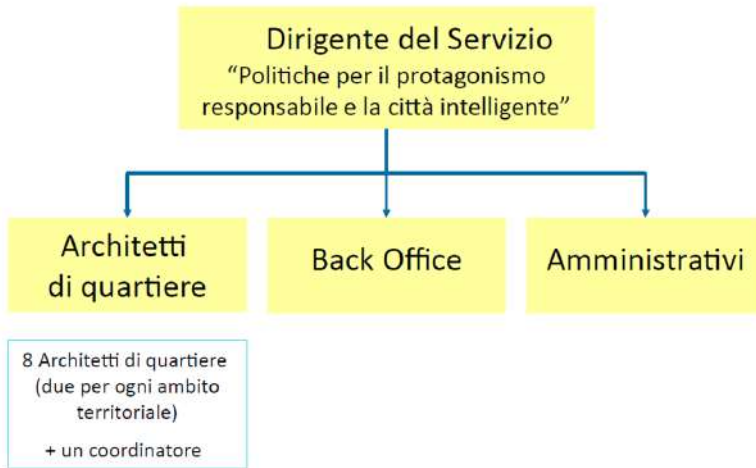 Dirigente del Servizio
“Politiche per il protagonismo
responsabile e la città intelligente”
Architetti
di quartiere
Back Office
Amministrativi
8 Architetti di quartiere
(due per ogni ambito
territoriale)
+ un coordinatore